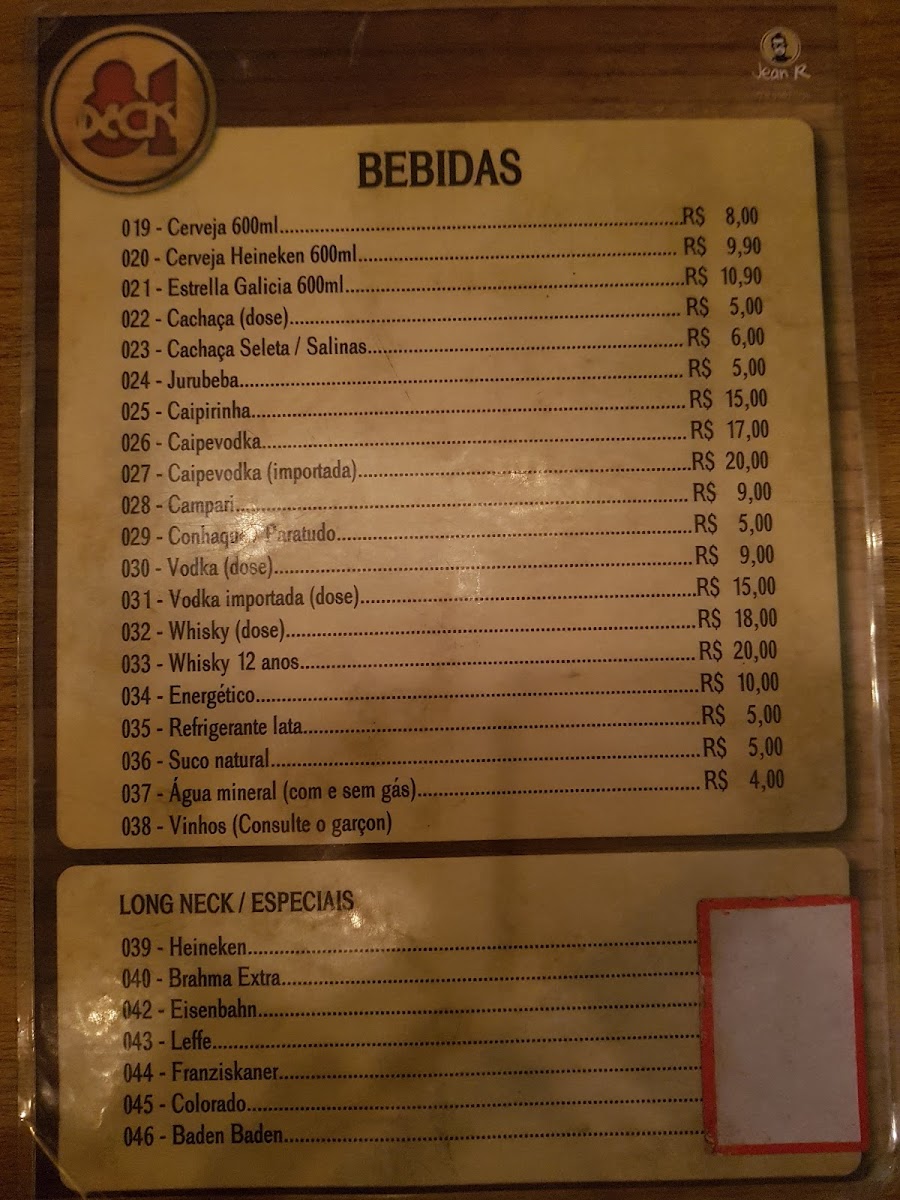 81
DeCK
Jean R
BEBIDAS
019 - Cerveja 600ml R$ 8,00
020 - Cerveja Heineken 600ml R$ 9,90
021 - Estrella Galicia 600ml R$ 10,90
022 - Cachaça (dose) R$ 5,00
023 - Cachaça Seleta / Salinas R$ 6,00
024 - Jurubeba R$ 5,00
025 - Caipirinha R$ 15,00
026 - Caipevodka R$ 17,00
027 - Caipevodka (importada) R$ 20,00
028 - Campari R$ 9,00
029 - Conhaque / Paratudo R$ 5,00
030 - Vodka (dose) R$ 9,00
031 - Vodka importada (dose) R$ 15,00
032 - Whisky (dose) R$ 18,00
033 - Whisky 12 anos R$ 20,00
034 - Energético R$ 10,00
035 - Refrigerante lata R$ 5,00
036 - Suco natural R$ 5,00
037 - Água mineral (com e sem gás) R$ 4,00
038 - Vinhos (Consulte o garçon)
LONG NECK / ESPECIAIS
039 - Heineken
040 - Brahma Extra
042 - Eisenbahn
043 - Leffe
044 - Franziskaner
045 - Colorado
046 - Baden Baden